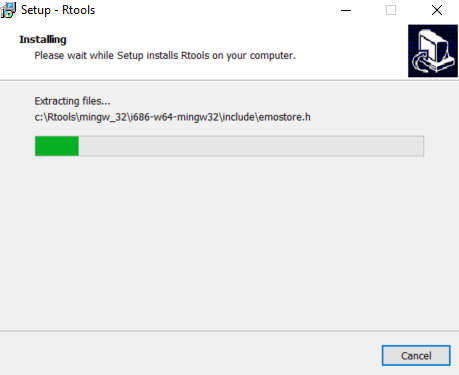 Setup - Rtools
Installing
Please wait while Setup installs Rtools on your computer.
Extracting files...
c:\Rtools\mingw_32\i686-w64-mingw32\include\emostore.h
Cancel